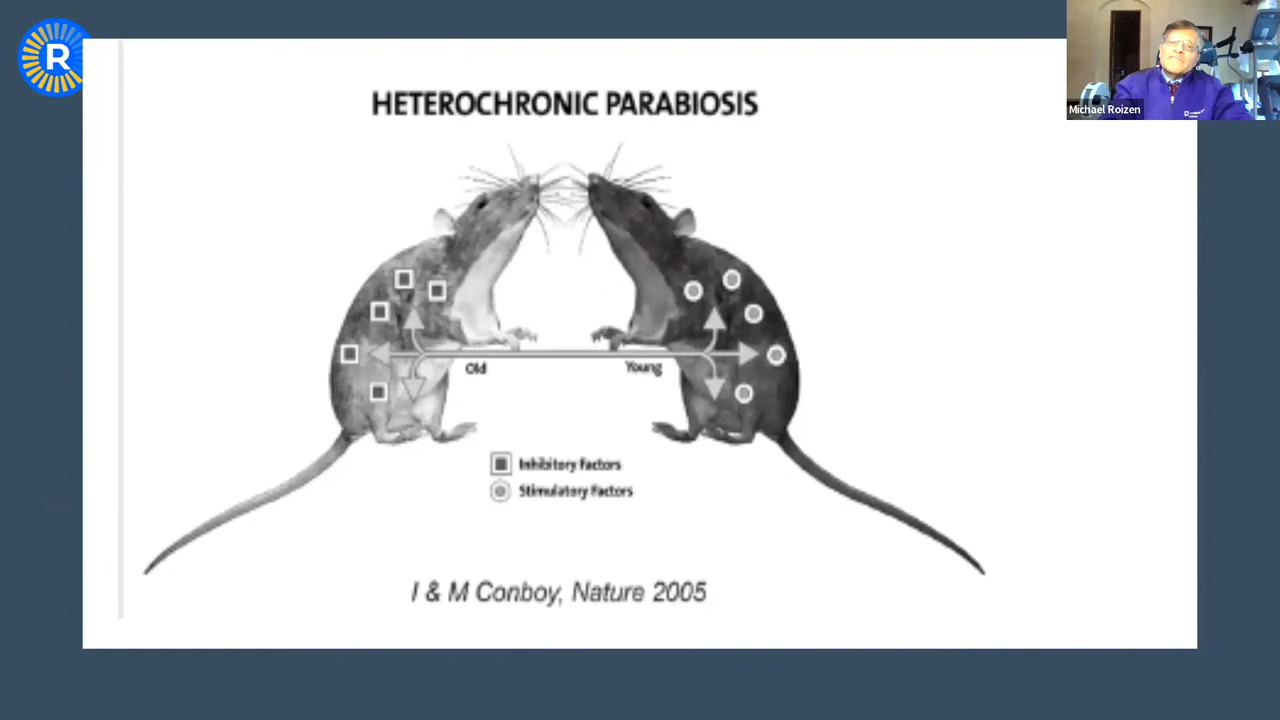 R
Michael Roizen
HETEROCHRONIC PARABIOSIS
Old
Young
Inhibitory Factors
Stimulatory Factors
I & M Conboy, Nature 2005